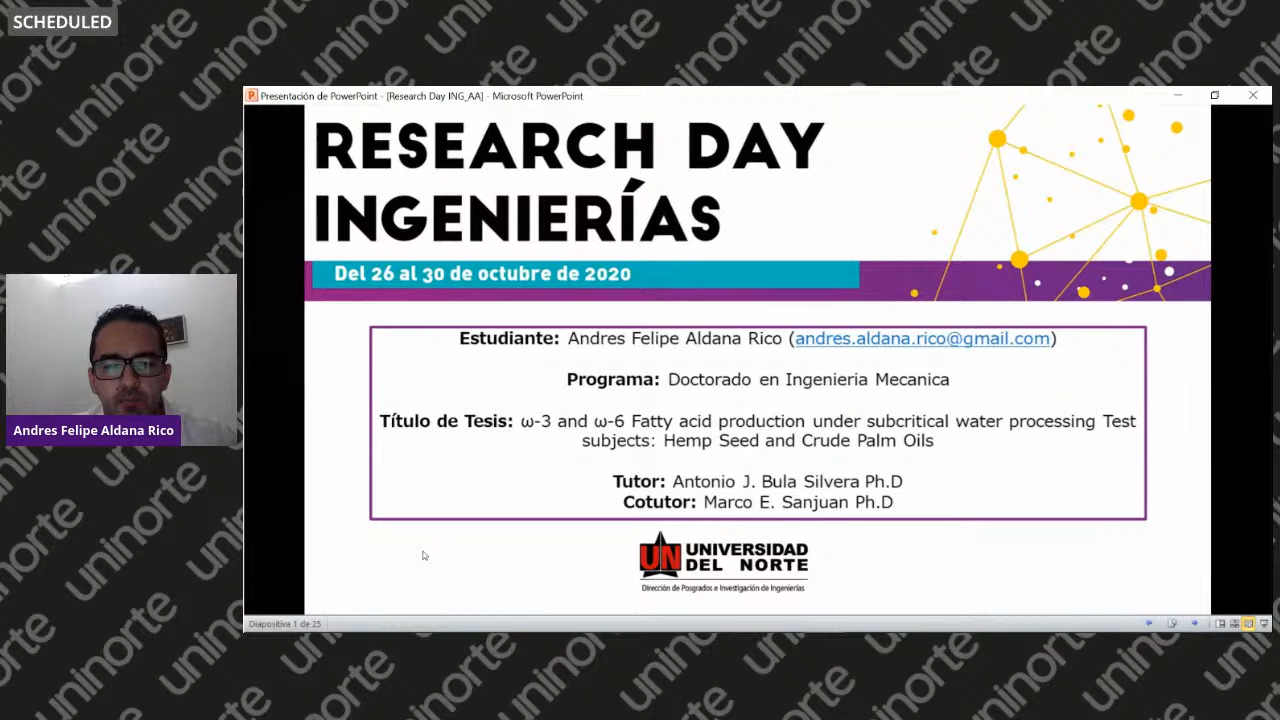 SCHEDULED
Presentación de PowerPoint - [Research Day ING_AA] - Microsoft PowerPoint
RESEARCH DAY
INGENIERÍAS
Del 26 al 30 de octubre de 2020
Estudiante: Andres Felipe Aldana Rico (andres.aldana.rico@gmail.com)
Programa: Doctorado en Ingenieria Mecanica
Título de Tesis: ω-3 and ω-6 Fatty acid production under subcritical water processing Test
subjects: Hemp Seed and Crude Palm Oils
Tutor: Antonio J. Bula Silvera Ph.D
Cotutor: Marco E. Sanjuan Ph.D
UN UNIVERSIDAD
DEL NORTE
Dirección de Posgrados e Investigación de Ingenierías
Diapositiva 1 de 25
Andres Felipe Aldana Rico
uninorte